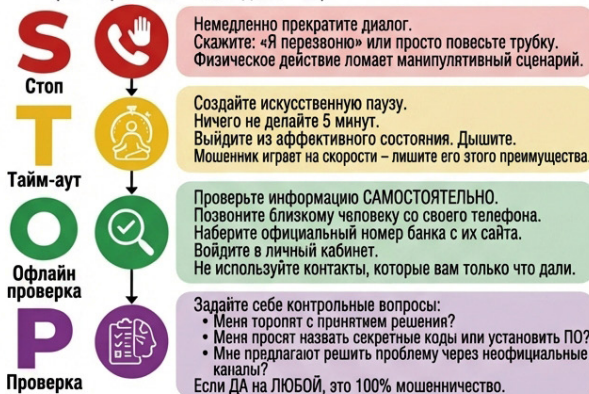 S
Стоп
Немедленно прекратите диалог.
Скажите: «Я перезвоню» или просто повесьте трубку.
Физическое действие ломает манипулятивный сценарий.
T
Тайм-аут
Создайте искусственную паузу.
Ничего не делайте 5 минут.
Выйдите из аффективного состояния. Дышите.
Мошенник играет на скорости – лишите его этого преимущества.
O
Офлайн
проверка
Проверьте информацию САМОСТОЯТЕЛЬНО.
Позвоните близкому человеку со своего телефона.
Наберите официальный номер банка с их сайта.
Войдите в личный кабинет.
Не используйте контакты, которые вам только что дали.
P
Проверка
Задайте себе контрольные вопросы:
• Меня торопят с принятием решения?
• Меня просят назвать секретные коды или установить ПО?
• Мне предлагают решить проблему через неофициальные
каналы?
Если ДА на ЛЮБОЙ, это 100% мошенничество.